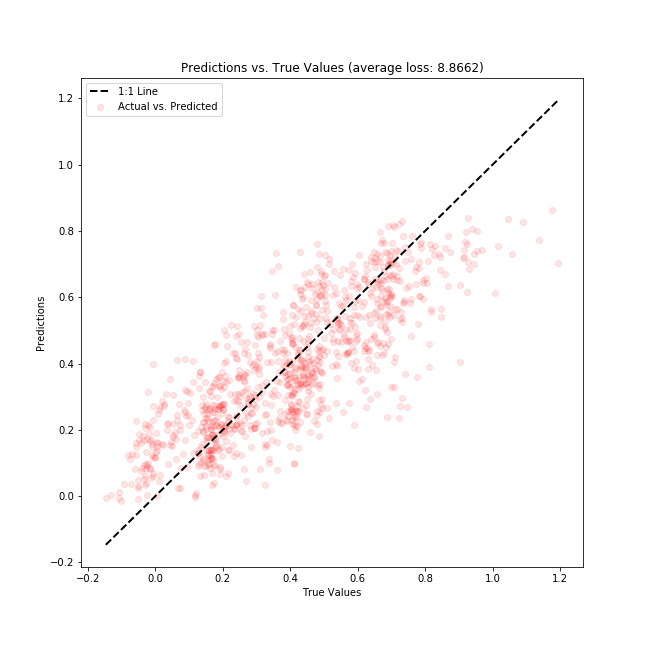 Predictions vs. True Values (average loss: 8.8662)
1:1 Line
Actual vs. Predicted
1.2
1.0
0.8
0.6
0.4
0.2
0.0
−0.2
Predictions
−0.2 0.0 0.2 0.4 0.6 0.8 1.0 1.2
True Values